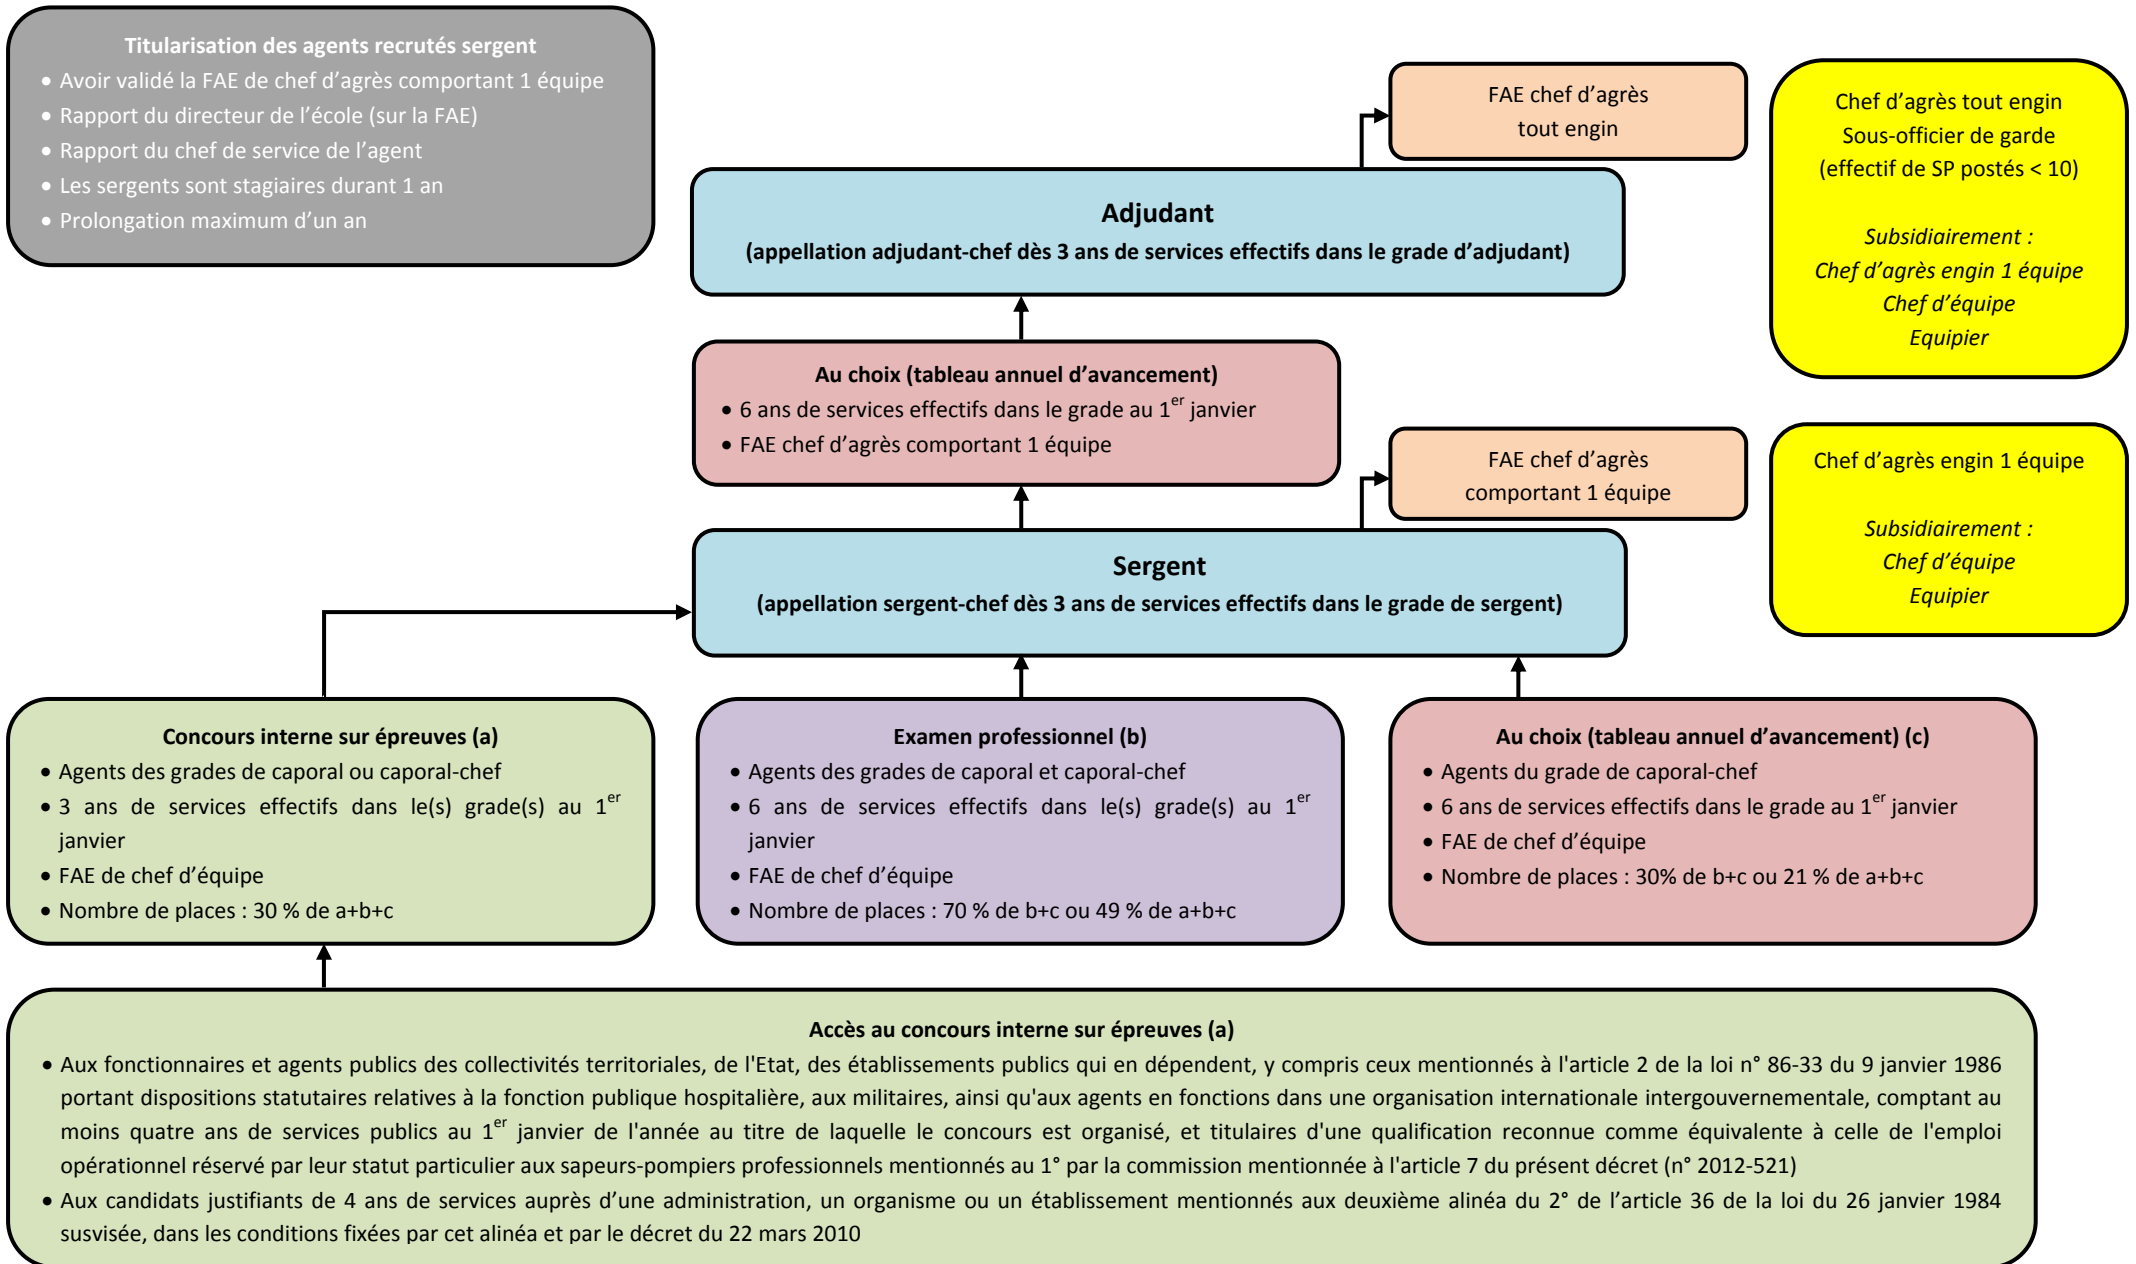 Titularisation des agents recrutés sergent
• Avoir validé la FAE de chef d’agrès comportant 1 équipe
• Rapport du directeur de l’école (sur la FAE)
• Rapport du chef de service de l’agent
• Les sergents sont stagiaires durant 1 an
• Prolongation maximum d’un an
FAE chef d’agrès
tout engin
Chef d’agrès tout engin
Sous-officier de garde
(effectif de SP postés < 10)
Subsidiairement :
Chef d’agrès engin 1 équipe
Chef d’équipe
Equipier
Adjudant
(appellation adjudant-chef dès 3 ans de services effectifs dans le grade d’adjudant)
Au choix (tableau annuel d’avancement)
• 6 ans de services effectifs dans le grade au 1er janvier
• FAE chef d’agrès comportant 1 équipe
FAE chef d’agrès
comportant 1 équipe
Chef d’agrès engin 1 équipe
Subsidiairement :
Chef d’équipe
Equipier
Sergent
(appellation sergent-chef dès 3 ans de services effectifs dans le grade de sergent)
Concours interne sur épreuves (a)
• Agents des grades de caporal ou caporal-chef
• 3 ans de services effectifs dans le(s) grade(s) au 1er
janvier
• FAE de chef d’équipe
• Nombre de places : 30 % de a+b+c
Examen professionnel (b)
• Agents des grades de caporal et caporal-chef
• 6 ans de services effectifs dans le(s) grade(s) au 1er
janvier
• FAE de chef d’équipe
• Nombre de places : 70 % de b+c ou 49 % de a+b+c
Au choix (tableau annuel d’avancement) (c)
• Agents du grade de caporal-chef
• 6 ans de services effectifs dans le grade au 1er janvier
• FAE de chef d’équipe
• Nombre de places : 30% de b+c ou 21 % de a+b+c
Accès au concours interne sur épreuves (a)
• Aux fonctionnaires et agents publics des collectivités territoriales, de l'Etat, des établissements publics qui en dépendent, y compris ceux mentionnés à l'article 2 de la loi n° 86-33 du 9 janvier 1986
portant dispositions statutaires relatives à la fonction publique hospitalière, aux militaires, ainsi qu'aux agents en fonctions dans une organisation internationale intergouvernementale, comptant au
moins quatre ans de services publics au 1er janvier de l'année au titre de laquelle le concours est organisé, et titulaires d'une qualification reconnue comme équivalente à celle de l'emploi
opérationnel réservé par leur statut particulier aux sapeurs-pompiers professionnels mentionnés au 1° par la commission mentionnée à l'article 7 du présent décret (n° 2012-521)
• Aux candidats justifiants de 4 ans de services auprès d’une administration, un organisme ou un établissement mentionnés aux deuxième alinéa du 2° de l’article 36 de la loi du 26 janvier 1984
susvisée, dans les conditions fixées par cet alinéa et par le décret du 22 mars 2010